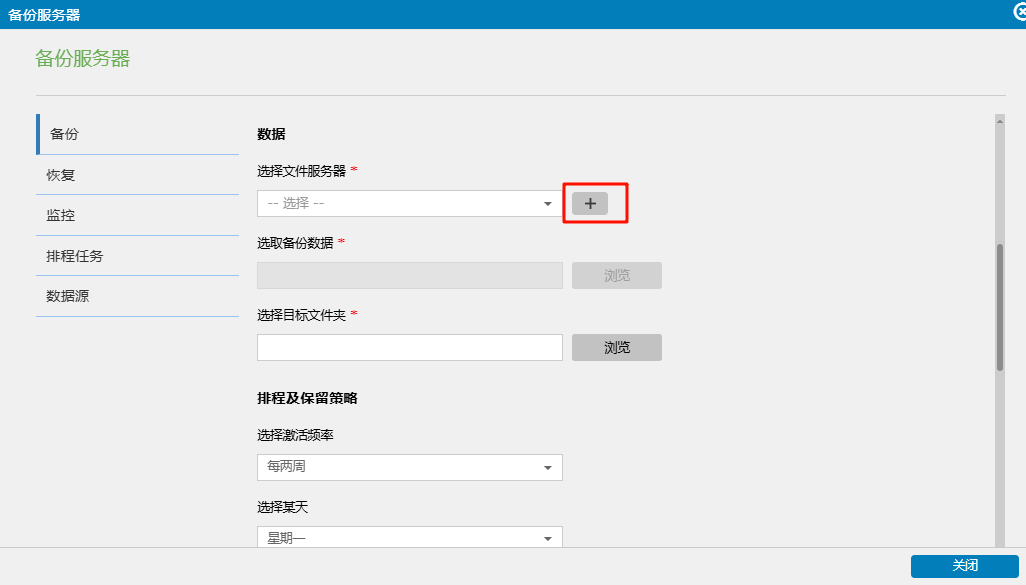 备份服务器
备份服务器
备份
恢复
监控
排程任务
数据源
数据
选择文件服务器 *
-- 选择 --
+
选取备份数据 *
浏览
选择目标文件夹 *
浏览
排程及保留策略
选择激活频率
每两周
选择某天
星期一
关闭